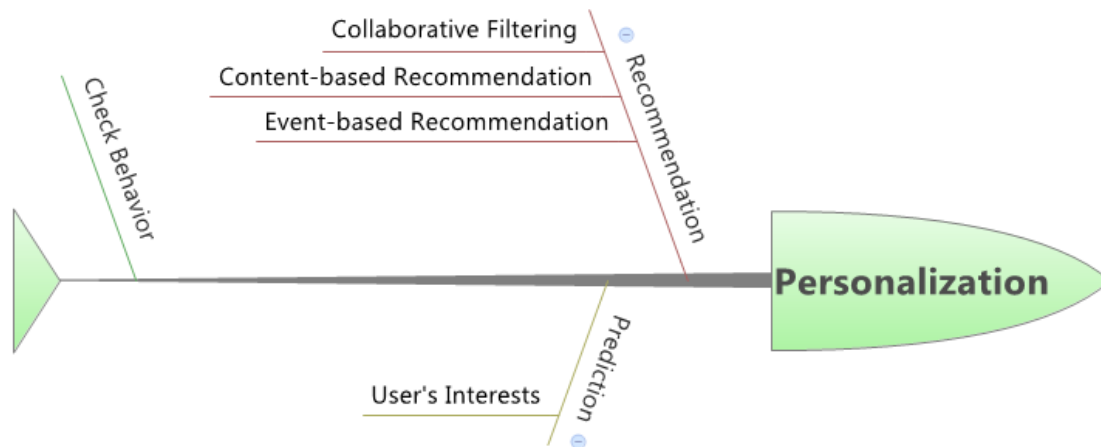 Collaborative Filtering
Content-based Recommendation
Event-based Recommendation
Recommendation
Check Behavior
Personalization
Prediction
User's Interests